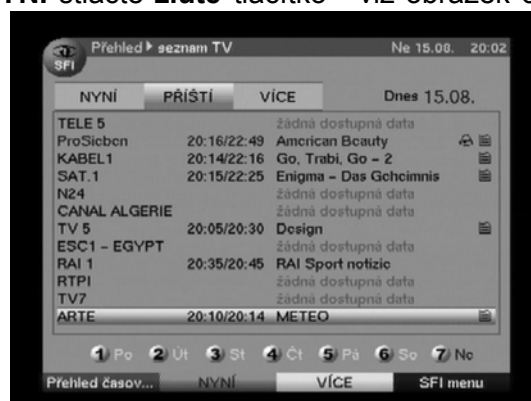 NYNÍ stlačte žluté tlačítko - viz obrázek
Přehled seznam TV Ne 15.08. 20:02
SFI
NYNÍ PŘÍŠTÍ VÍCE Dnes 15.08.
TELE 5 žádná dostupná data
ProSieben 20:16/22:49 American Beauty
KABEL1 20:14/22:16 Go, Trabi, Go – 2
SAT.1 20:15/22:25 Enigma – Das Geheimnis
N24 žádná dostupná data
CANAL ALGERIE žádná dostupná data
TV 5 20:05/20:30 Design
ESC1 – EGYPT žádná dostupná data
RAI 1 20:35/20:45 RAI Sport notizie
RTPI žádná dostupná data
TV7 žádná dostupná data
ARTE 20:10/20:14 METEO
1 Po 2 Út 3 St 4 Čt 5 Pá 6 So 7 Ne
Přehled časov... NYNÍ VÍCE SFI menu